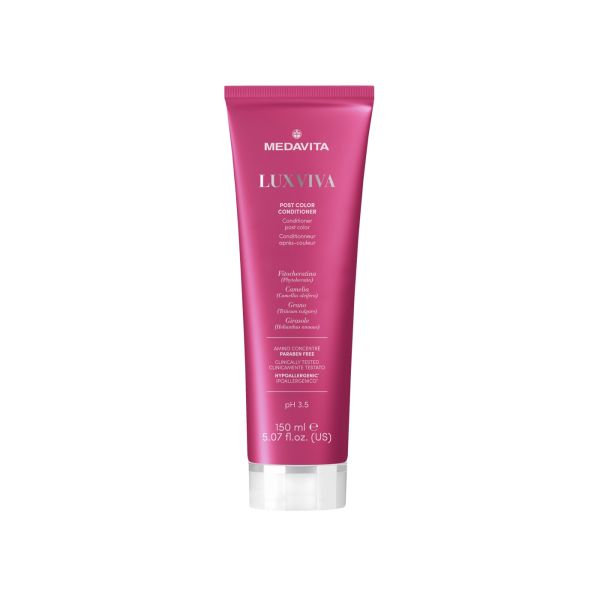 MEDAVITA
LUXVIVA
POST COLOR
CONDITIONER
Conditioner
post color
Conditionneur
après-couleur
Fitocheratina
(Phytokeratin)
Camelia
(Camellia oleifera)
Grano
(Triticum vulgare)
Girasole
(Helianthus annuus)
AMINO CONCENTRÉ
PARABEN FREE
CLINICALLY TESTED
CLINICAMENTE TESTATO
HYPOALLERGENIC*
IPOALLERGENICO*
pH 3.5
150 ml ℮
5.07 fl.oz. (US)